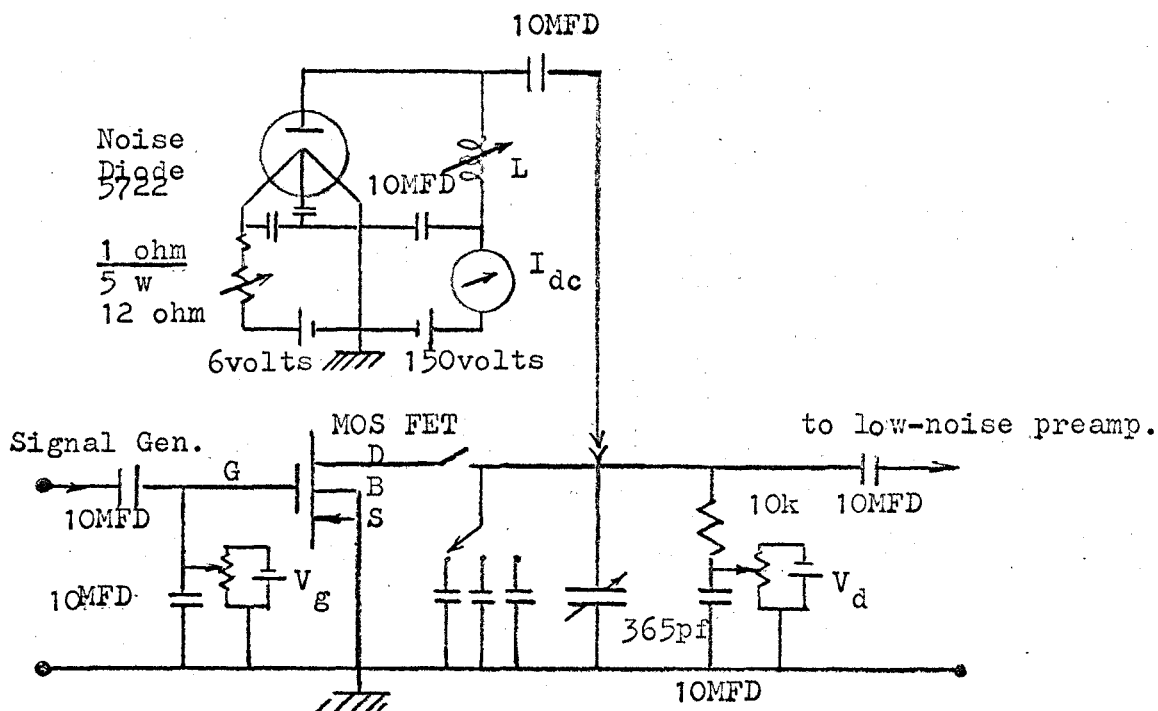 10MFD
Noise
Diode
5722
10MFD
L
1 ohm
5 w
12 ohm
I dc
6volts
150volts
Signal Gen.
MOS FET
to low-noise preamp.
D
G
B
S
10MFD
10k
10MFD
10MFD
V g
V d
365pf
10MFD